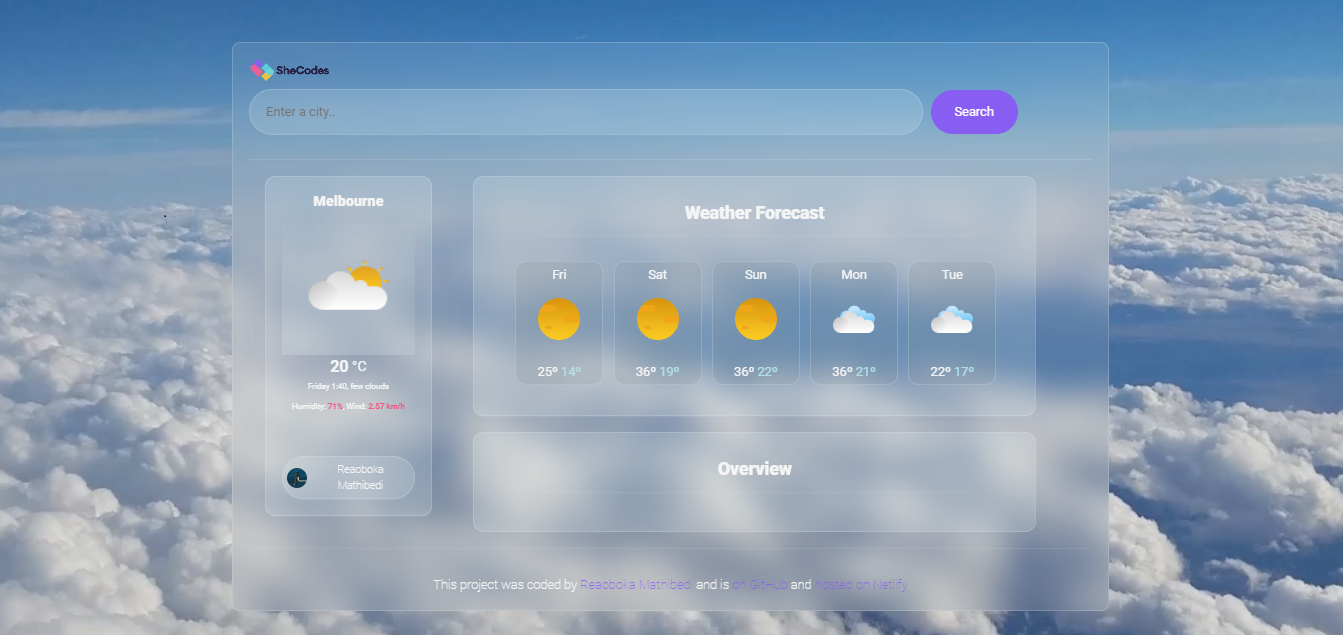 SheCodes
Enter a city..
Search
Melbourne
20 °C
Friday 1:40, few clouds
Humidity: 71%, Wind: 2.57 km/h
Reaoboka
Mathibedi
Weather Forecast
Fri Sat Sun Mon Tue
25° 14° 36° 19° 36° 22° 36° 21° 22° 17°
Overview
This project was coded by Reaoboka Mathibedi and is on GitHub and hosted on Netlify